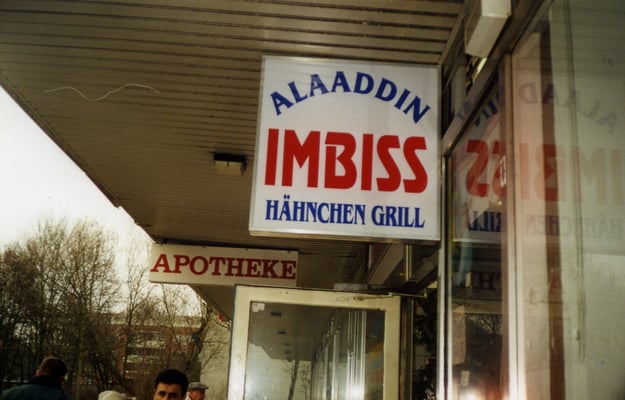 ALAADDIN
IMBISS
HÄHNCHEN GRILL
APOTHEKE